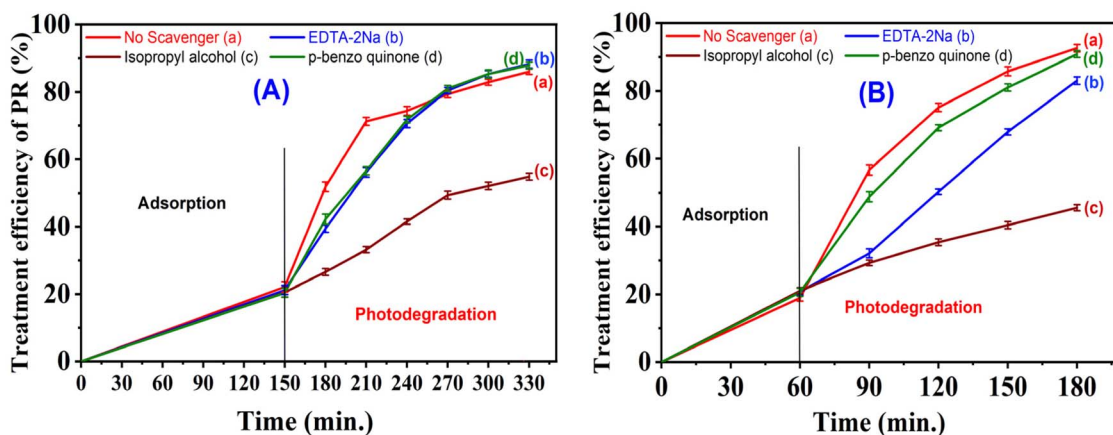 Treatment efficiency of PR (%)
100
80
60
40
20
0
No Scavenger (a)
EDTA-2Na (b)
Isopropyl alcohol (c)
p-benzo quinone (d)
(A)
(d)
(b)
(a)
(c)
Adsorption
Photodegradation
0 30 60 90 120 150 180 210 240 270 300 330
Time (min.)
Treatment efficiency of PR (%)
100
80
60
40
20
0
No Scavenger (a)
EDTA-2Na (b)
Isopropyl alcohol (c)
p-benzo quinone (d)
(B)
(a)
(d)
(b)
(c)
Adsorption
Photodegradation
0 30 60 90 120 150 180
Time (min.)